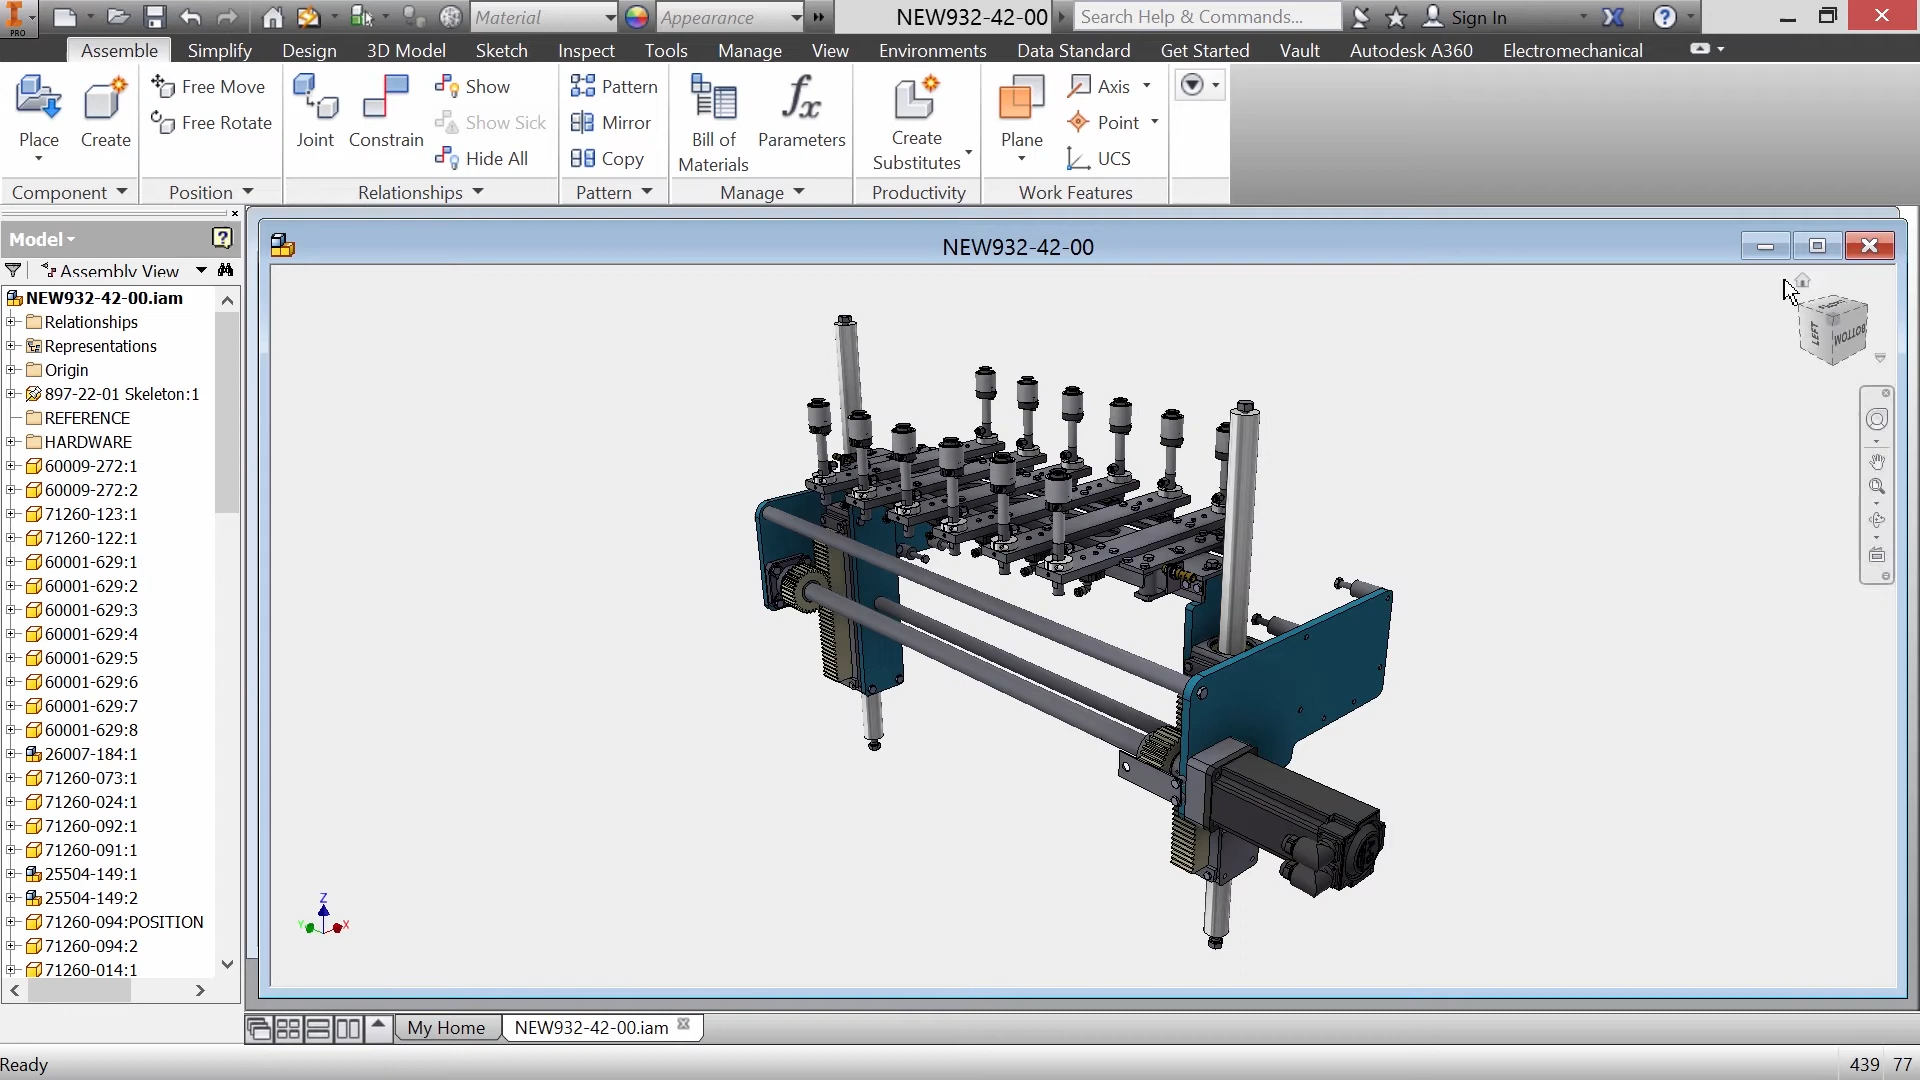 PRO
Material
Appearance
NEW932-42-00
Search Help & Commands...
Sign In
Assemble
Simplify
Design
3D Model
Sketch
Inspect
Tools
Manage
View
Environments
Data Standard
Get Started
Vault
Autodesk A360
Electromechanical
Place
Create
Free Move
Free Rotate
Joint
Constrain
Show
Show Sick
Hide All
Pattern
Mirror
Copy
Bill of
Materials
fx
Parameters
Create
Substitutes
Plane
Axis
Point
UCS
Component
Position
Relationships
Pattern
Manage
Productivity
Work Features
Model
Assembly View
NEW932-42-00.iam
Relationships
Representations
Origin
897-22-01 Skeleton:1
REFERENCE
HARDWARE
60009-272:1
60009-272:2
71260-123:1
71260-122:1
60001-629:1
60001-629:2
60001-629:3
60001-629:4
60001-629:5
60001-629:6
60001-629:7
60001-629:8
26007-184:1
71260-073:1
71260-024:1
71260-092:1
71260-091:1
25504-149:1
25504-149:2
71260-094:POSITION
71260-094:2
71260-014:1
NEW932-42-00
LEFT
BOTTOM
Z
Y
X
My Home
NEW932-42-00.iam
Ready
439 77